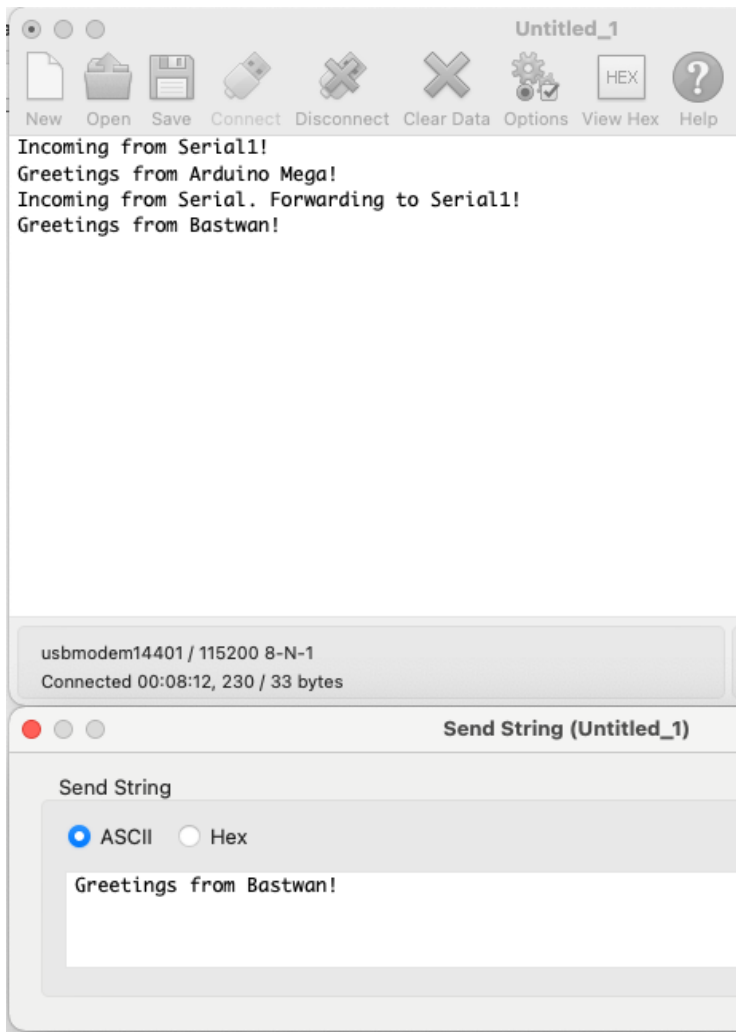 Untitled_1
New Open Save Connect Disconnect Clear Data Options View Hex Help
HEX
Incoming from Serial1!
Greetings from Arduino Mega!
Incoming from Serial. Forwarding to Serial1!
Greetings from Bastwan!
usbmodem14401 / 115200 8-N-1
Connected 00:08:12, 230 / 33 bytes
Send String (Untitled_1)
Send String
ASCII Hex
Greetings from Bastwan!